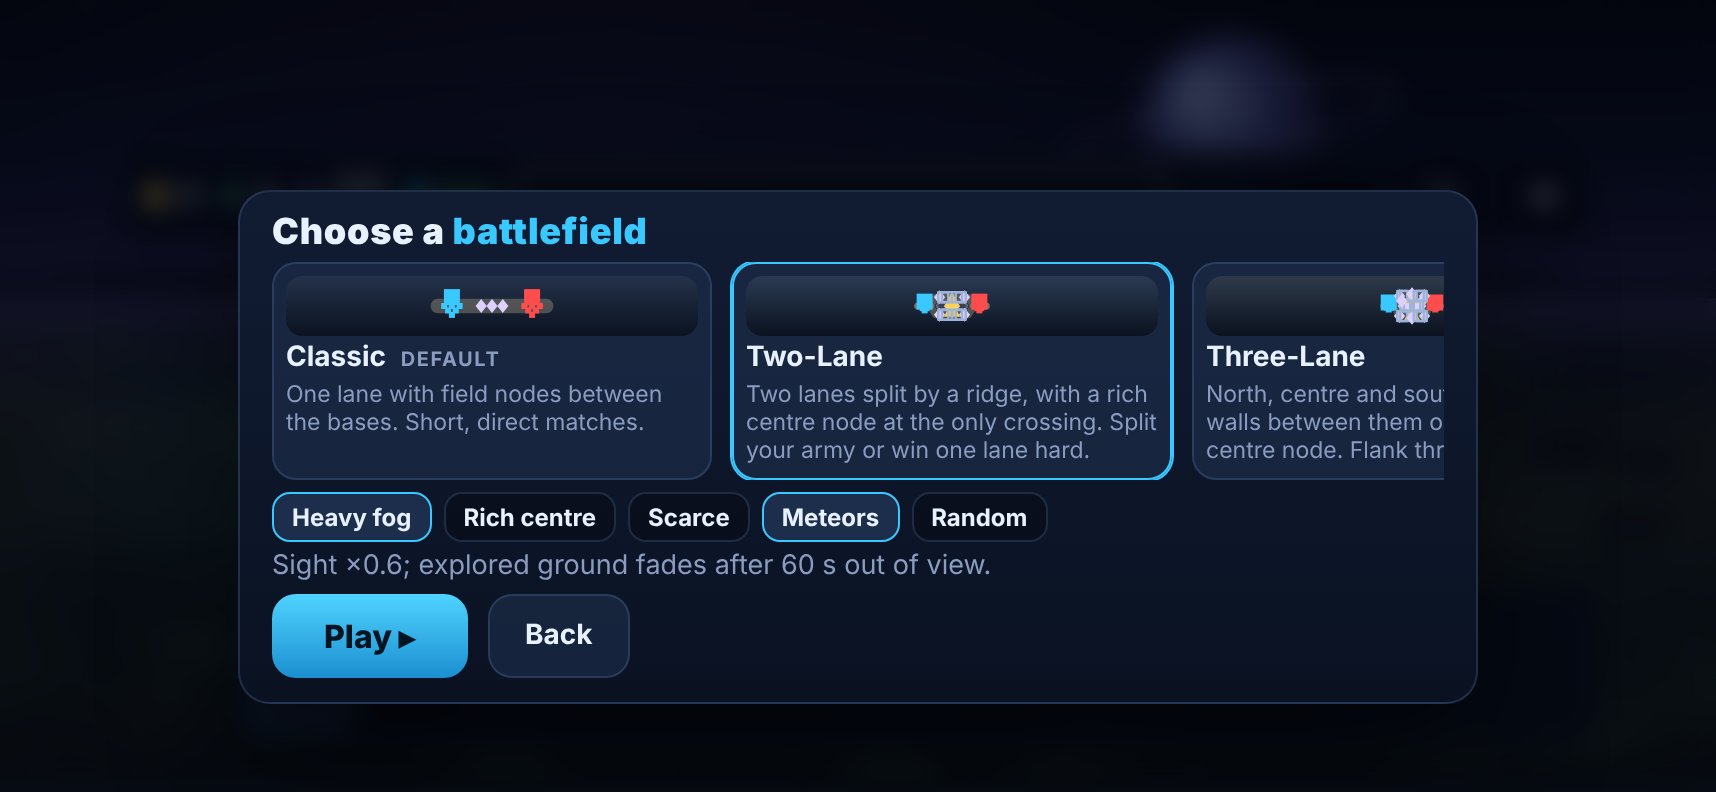 Choose a battlefield
Classic DEFAULT
One lane with field nodes between
the bases. Short, direct matches.
Two-Lane
Two lanes split by a ridge, with a rich
centre node at the only crossing. Split
your army or win one lane hard.
Three-Lane
North, centre and
walls between them
centre node. Flank
Heavy fog
Rich centre
Scarce
Meteors
Random
Sight ×0.6; explored ground fades after 60 s out of view.
Play ▸
Back